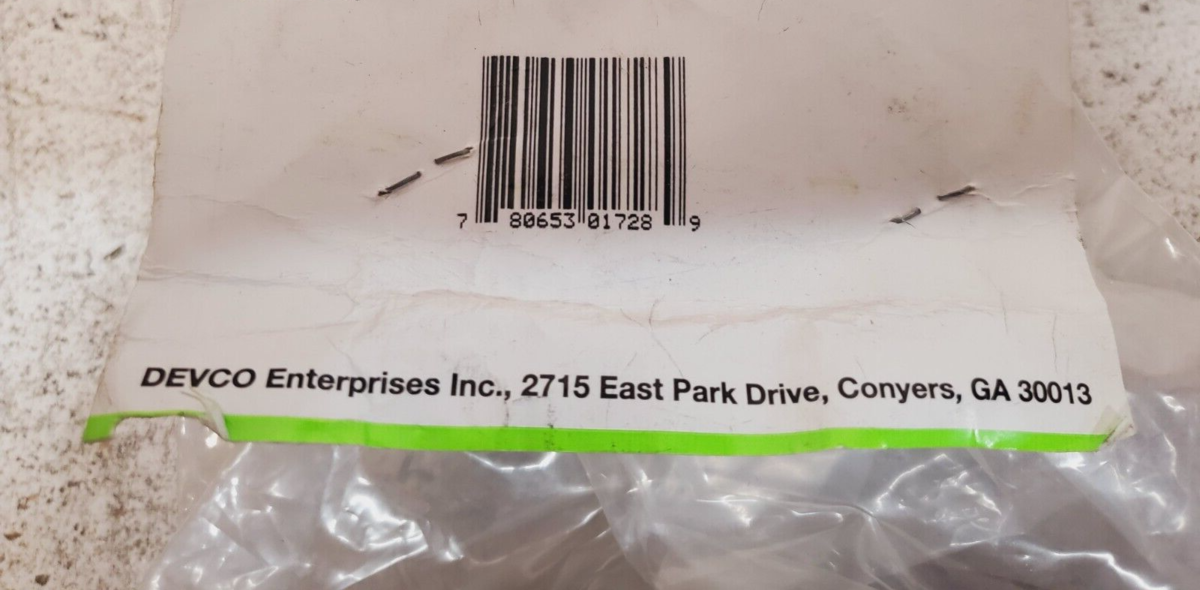 7 80653 01728 9
DEVCO Enterprises Inc., 2715 East Park Drive, Conyers, GA 30013